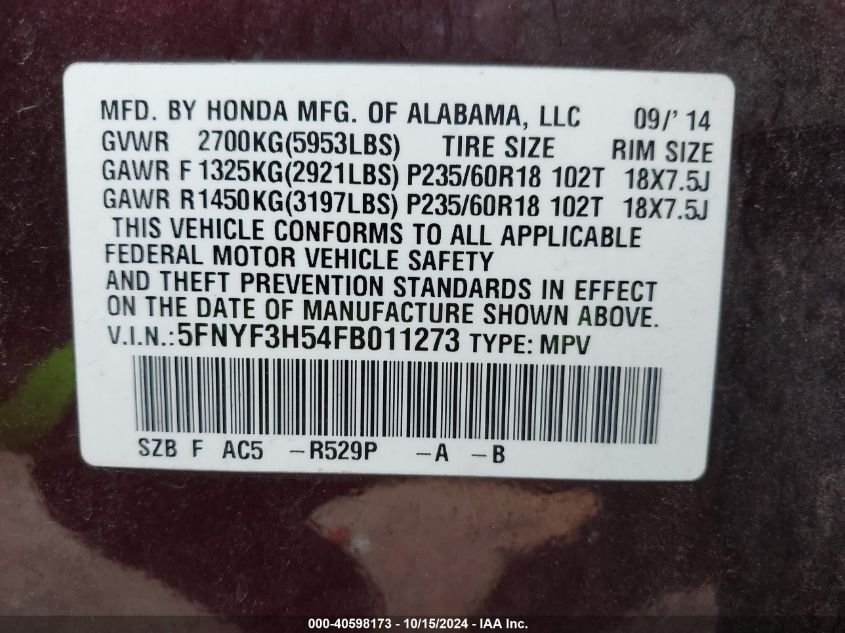 MFD. BY HONDA MFG. OF ALABAMA, LLC 09/' 14
GVWR 2700KG(5953LBS) TIRE SIZE RIM SIZE
GAWR F 1325KG(2921LBS) P235/60R18 102T 18X7.5J
GAWR R1450KG(3197LBS) P235/60R18 102T 18X7.5J
THIS VEHICLE CONFORMS TO ALL APPLICABLE
FEDERAL MOTOR VEHICLE SAFETY
AND THEFT PREVENTION STANDARDS IN EFFECT
ON THE DATE OF MANUFACTURE SHOWN ABOVE.
V.I.N.:5FNYF3H54FB011273 TYPE: MPV
SZB F AC5 -R529P -A -B
000-40598173 - 10/15/2024 - IAA Inc.